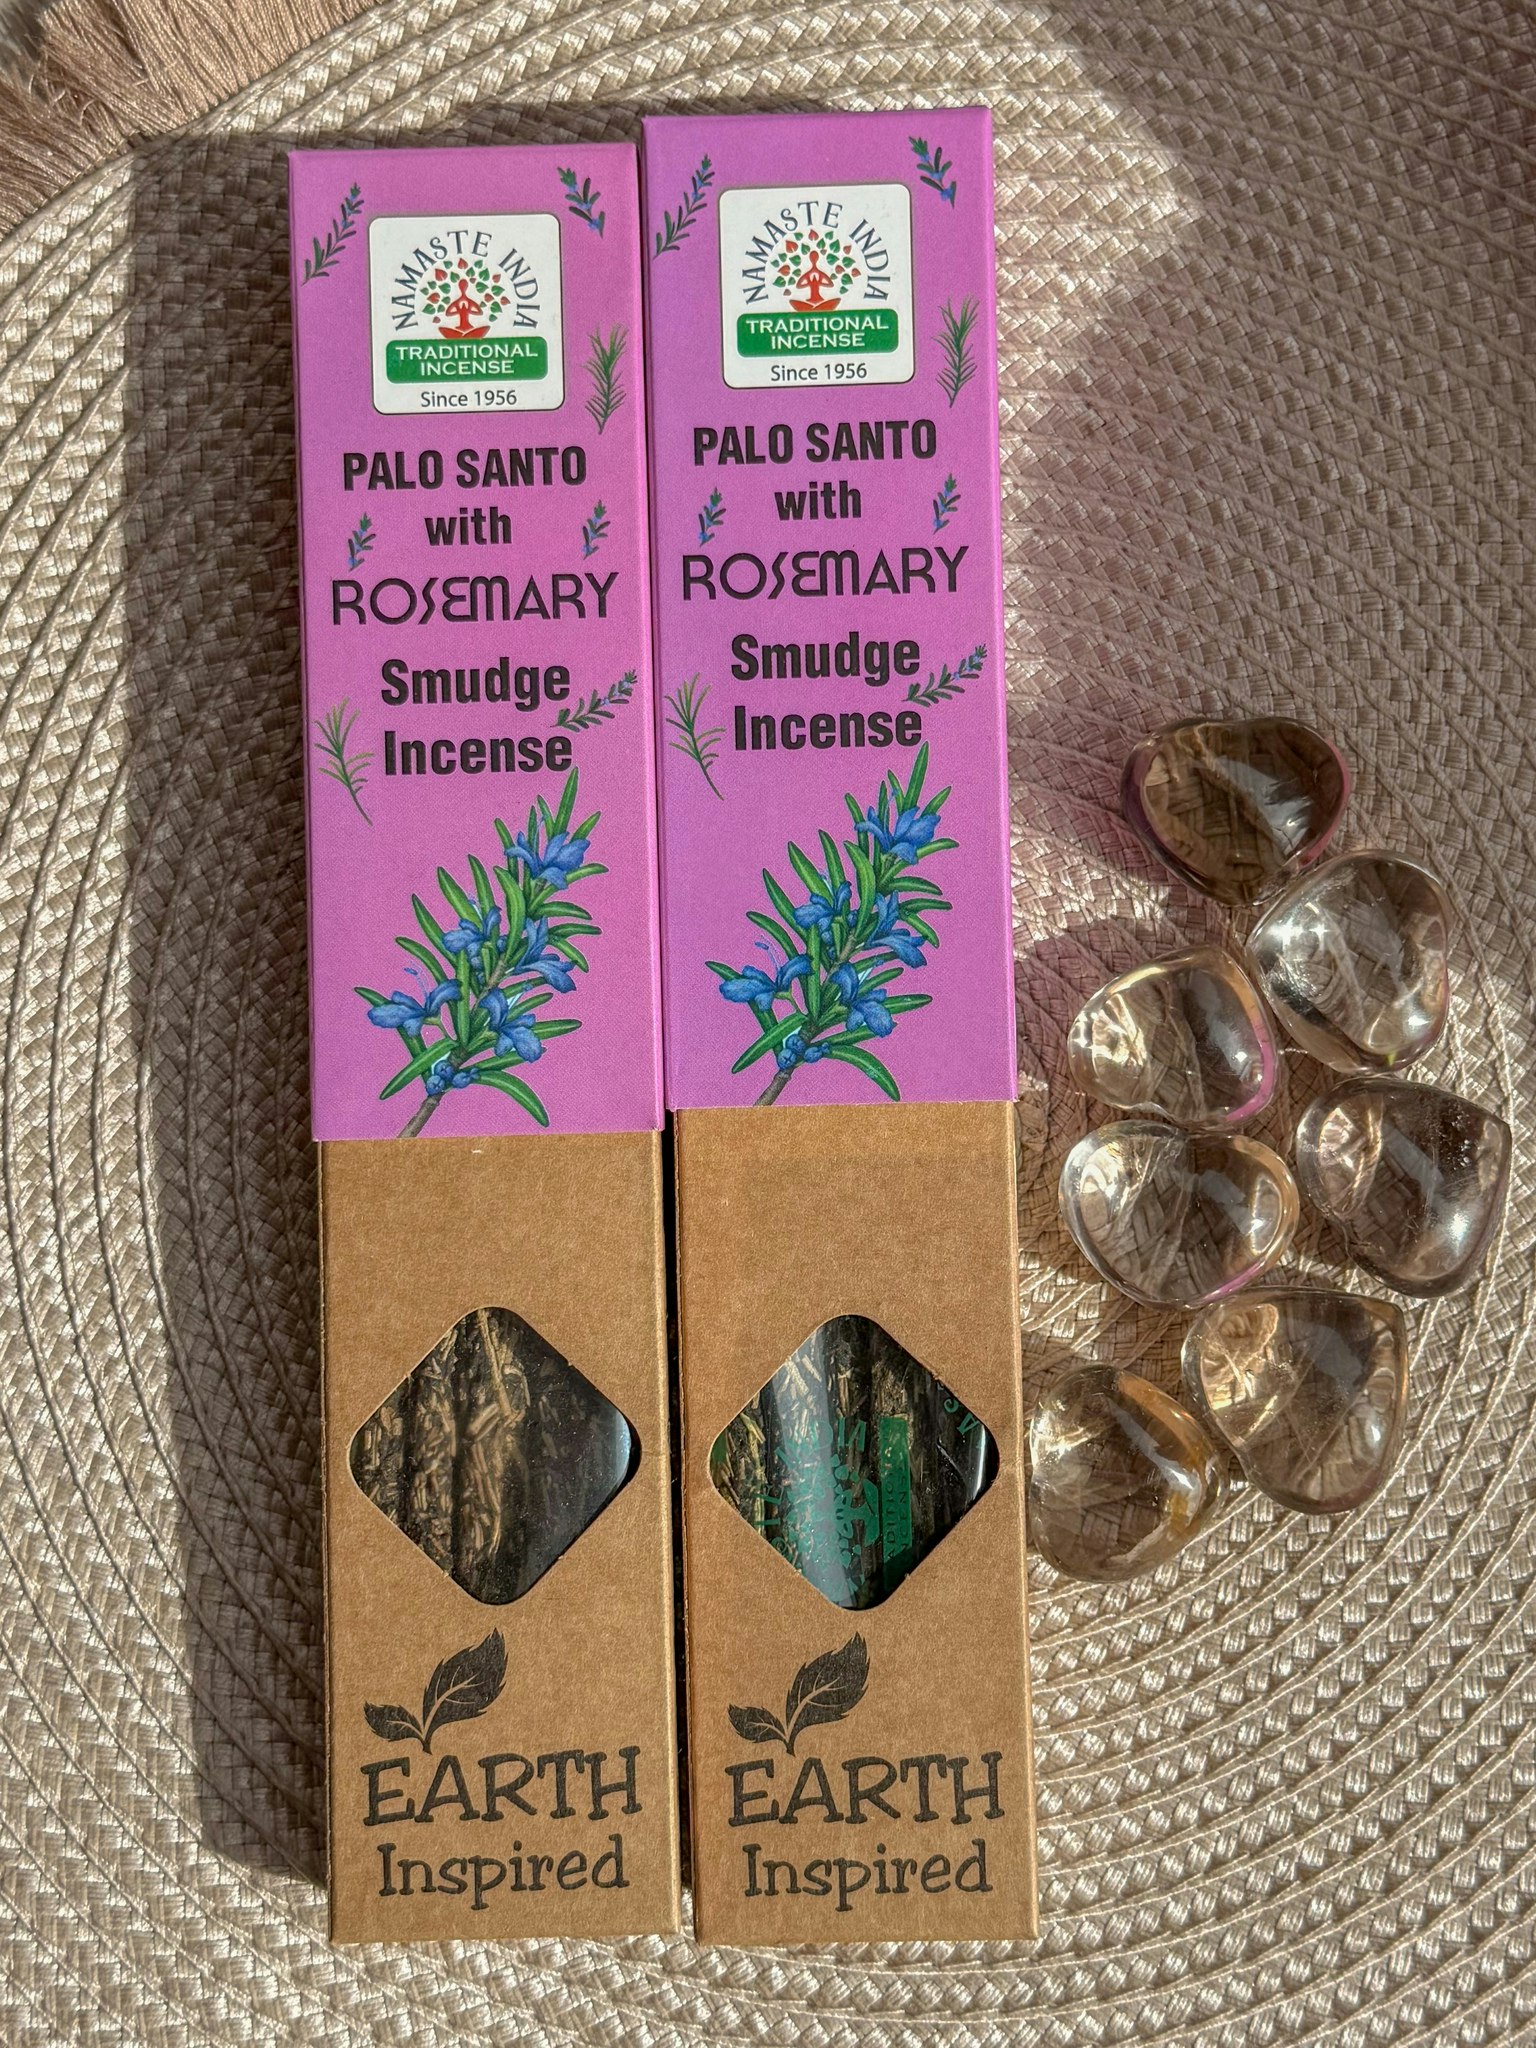 NAMASTE INDIA
TRADITIONAL
INCENSE
Since 1956
PALO SANTO
with
ROSEMARY
Smudge
Incense
EARTH
Inspired
NAMASTE INDIA
TRADITIONAL
INCENSE
Since 1956
PALO SANTO
with
ROSEMARY
Smudge
Incense
EARTH
Inspired